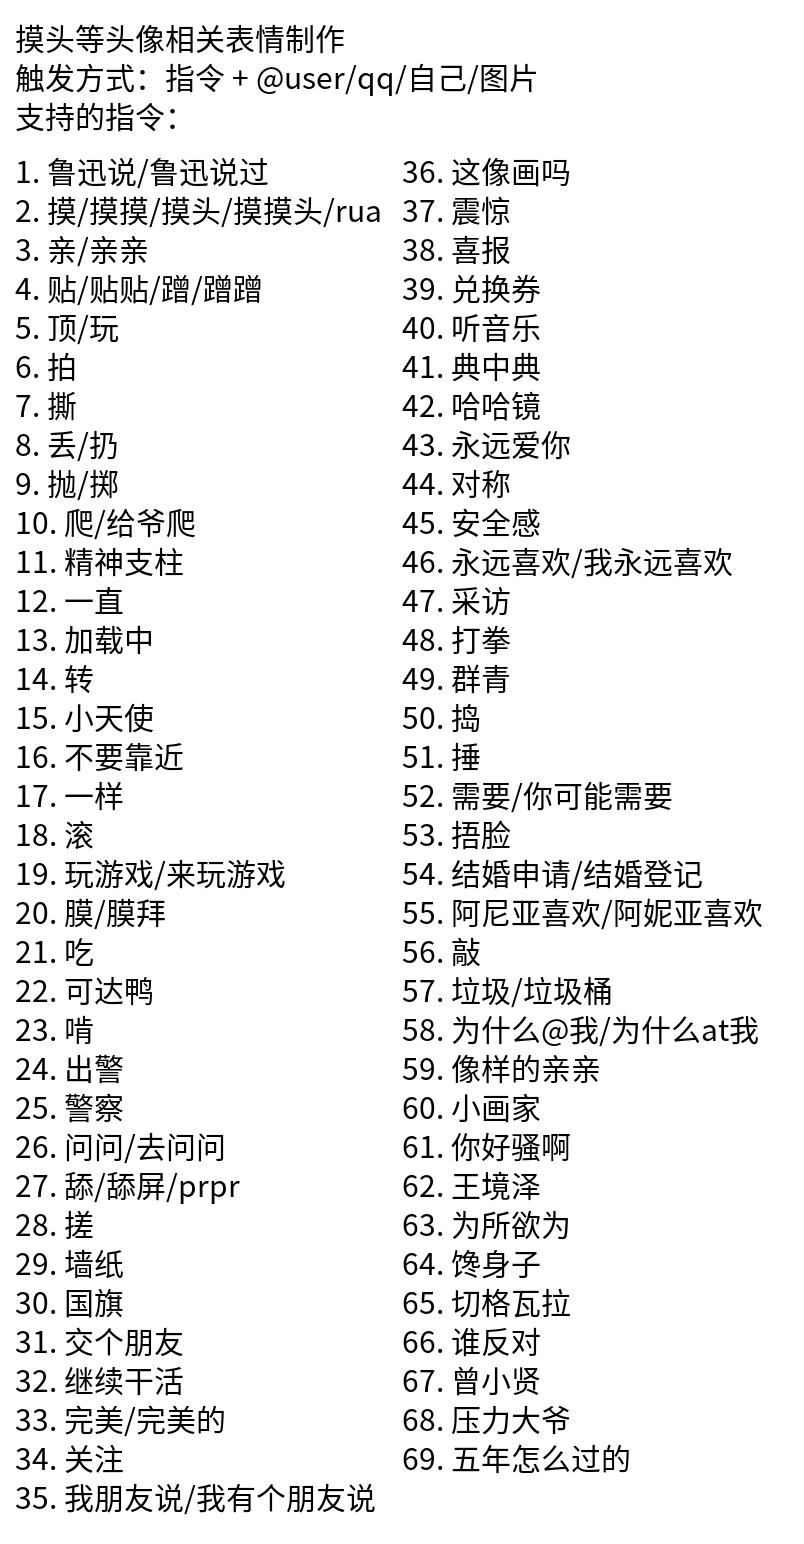 摸头等头像相关表情制作
触发方式：指令 + @user/qq/自己/图片
支持的指令：
1. 鲁迅说/鲁迅说过
2. 摸/摸摸/摸头/摸摸头/rua
3. 亲/亲亲
4. 贴/贴贴/蹭/蹭蹭
5. 顶/玩
6. 拍
7. 撕
8. 丢/扔
9. 抛/掷
10. 爬/给爷爬
11. 精神支柱
12. 一直
13. 加载中
14. 转
15. 小天使
16. 不要靠近
17. 一样
18. 滚
19. 玩游戏/来玩游戏
20. 膜/膜拜
21. 吃
22. 可达鸭
23. 啃
24. 出警
25. 警察
26. 问问/去问问
27. 舔/舔屏/prpr
28. 搓
29. 墙纸
30. 国旗
31. 交个朋友
32. 继续干活
33. 完美/完美的
34. 关注
35. 我朋友说/我有个朋友说
36. 这像画吗
37. 震惊
38. 喜报
39. 兑换券
40. 听音乐
41. 典中典
42. 哈哈镜
43. 永远爱你
44. 对称
45. 安全感
46. 永远喜欢/我永远喜欢
47. 采访
48. 打拳
49. 群青
50. 捣
51. 捶
52. 需要/你可能需要
53. 捂脸
54. 结婚申请/结婚登记
55. 阿尼亚喜欢/阿妮亚喜欢
56. 敲
57. 垃圾/垃圾桶
58. 为什么@我/为什么at我
59. 像样的亲亲
60. 小画家
61. 你好骚啊
62. 王境泽
63. 为所欲为
64. 馋身子
65. 切格瓦拉
66. 谁反对
67. 曾小贤
68. 压力大爷
69. 五年怎么过的